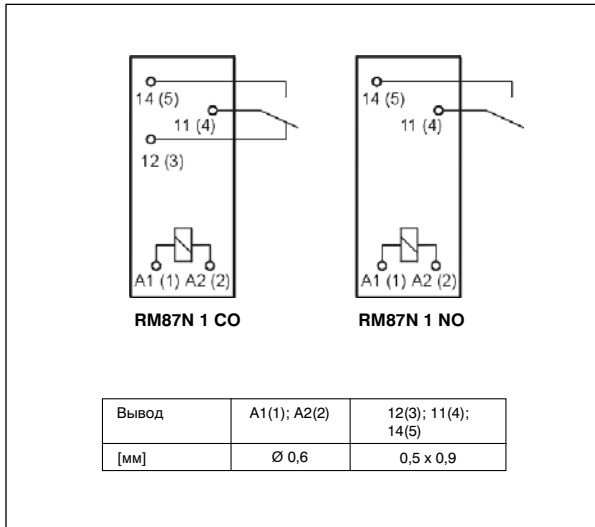 14 (5)
11 (4)
12 (3)
A1 (1) A2 (2)
RM87N 1 CO
14 (5)
11 (4)
A1 (1) A2 (2)
RM87N 1 NO
Вывод A1(1); A2(2) 12(3); 11(4);
14(5)
[мм] Ø 0,6 0,5 x 0,9